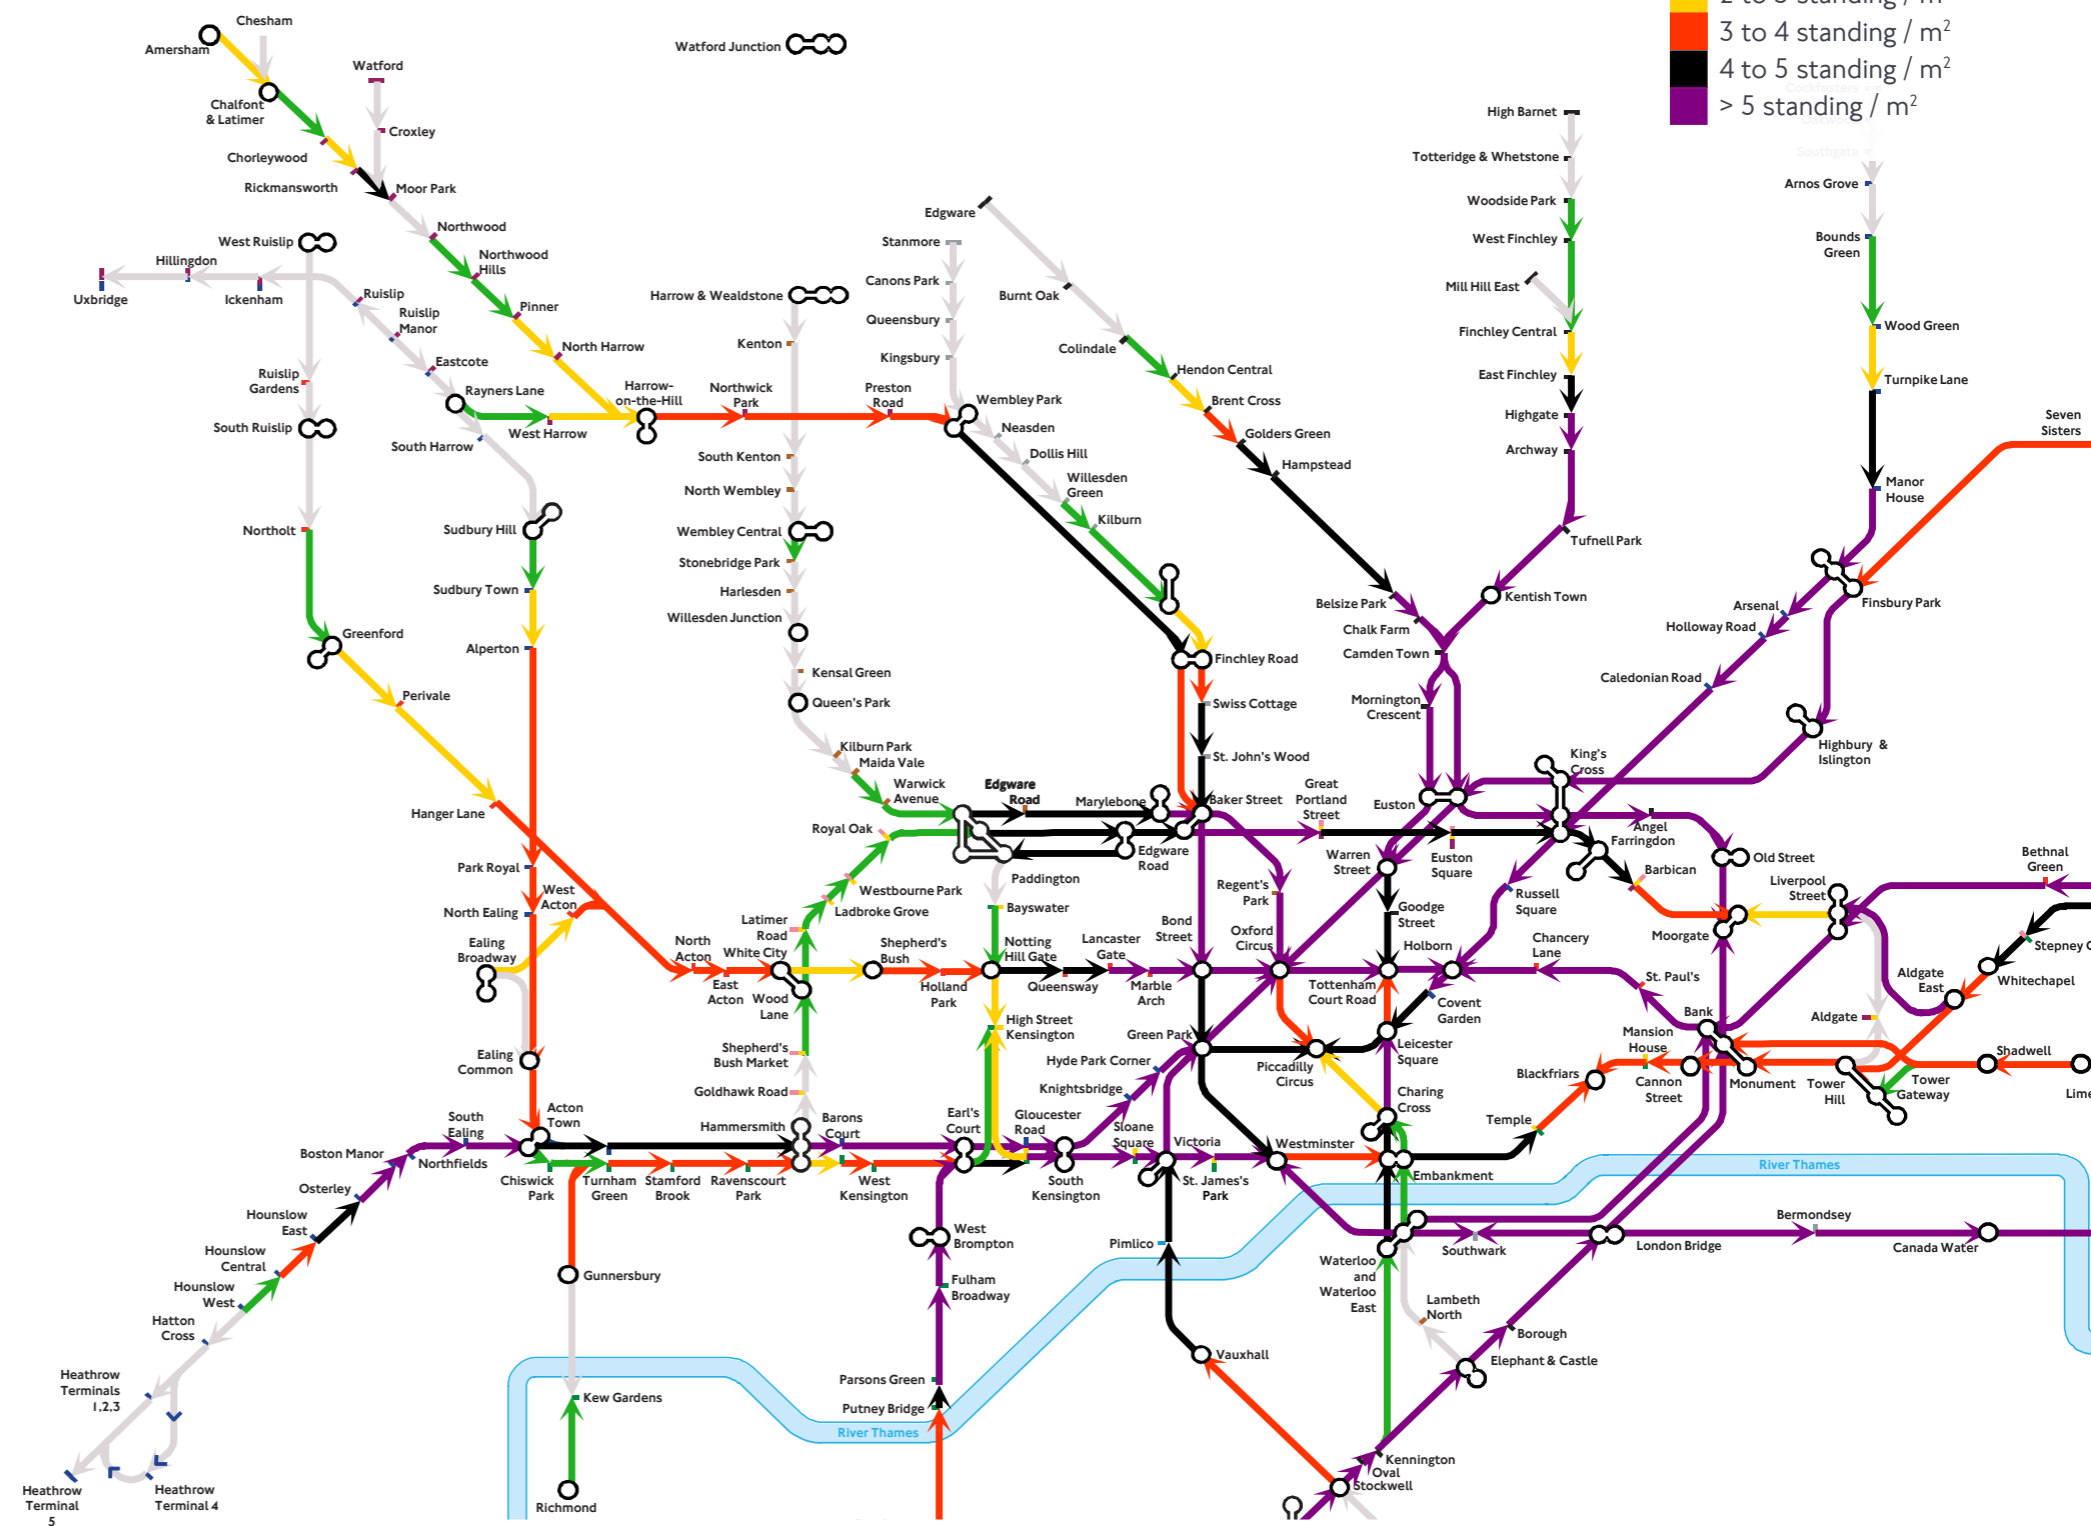 2 to 3 standing / m²
3 to 4 standing / m²
4 to 5 standing / m²
> 5 standing / m²
Chesham
Amersham
Chalfont
& Latimer
Watford
Croxley
Chorleywood
Rickmansworth
Moor Park
Watford Junction
Northwood
Northwood
Hills
Pinner
North Harrow
West Ruislip
Hillingdon
Uxbridge
Ickenham
Ruislip
Ruislip
Manor
Eastcote
Rayners Lane
West Harrow
Harrow-
on-the-Hill
Ruislip
Gardens
South Ruislip
South Harrow
Northolt
Sudbury Hill
Sudbury Town
Alperton
Greenford
Perivale
Hanger Lane
Park Royal
North Ealing
West
Acton
Ealing
Broadway
Ealing
Common
Harrow & Wealdstone
Kenton
Northwick
Park
Preston
Road
South Kenton
North Wembley
Wembley Central
Stonebridge Park
Harlesden
Willesden Junction
Kensal Green
Queen's Park
Kilburn Park
Maida Vale
Warwick
Avenue
Royal Oak
Westbourne Park
Ladbroke Grove
Latimer
Road
White City
Wood
Lane
Shepherd's
Bush Market
Goldhawk Road
Hammersmith
North
Acton
East
Acton
Shepherd's
Bush
Holland
Park
Notting
Hill Gate
Queensway
Lancaster
Gate
Marble
Arch
Bond
Street
Oxford
Circus
Tottenham
Court Road
Holborn
Chancery
Lane
St. Paul's
Bank
Edgware
Stanmore
Canons Park
Queensbury
Kingsbury
Wembley Park
Neasden
Dollis Hill
Willesden
Green
Kilburn
Finchley Road
Swiss Cottage
St. John's Wood
Baker Street
Burnt Oak
Colindale
Hendon Central
Brent Cross
Golders Green
Hampstead
Belsize Park
Chalk Farm
Camden Town
Mornington
Crescent
Euston
High Barnet
Totteridge & Whetstone
Woodside Park
West Finchley
Mill Hill East
Finchley Central
East Finchley
Highgate
Archway
Tufnell Park
Kentish Town
Cockfosters
Southgate
Arnos Grove
Bounds
Green
Wood Green
Turnpike Lane
Manor
House
Seven
Sisters
Finsbury Park
Arsenal
Holloway Road
Caledonian Road
Highbury &
Islington
King's
Cross
Angel
Farringdon
Barbican
Old Street
Moorgate
Liverpool
Street
Bethnal
Green
Stepney G
Whitechapel
Aldgate
East
Aldgate
Edgware
Road
Marylebone
Great
Portland
Street
Euston
Square
Edgware
Road
Paddington
Bayswater
High Street
Kensington
Warren
Street
Goodge
Street
Regent's
Park
Russell
Square
Covent
Garden
Leicester
Square
Piccadilly
Circus
Green Park
Hyde Park Corner
Knightsbridge
Charing
Cross
Mansion
House
Blackfriars
Cannon
Street
Monument
Tower
Hill
Tower
Gateway
Shadwell
Lime
Temple
Embankment
Westminster
St. James's
Park
Victoria
Sloane
Square
South
Kensington
Gloucester
Road
Earl's
Court
Barons
Court
West
Kensington
Ravenscourt
Park
Stamford
Brook
Turnham
Green
Chiswick
Park
Acton
Town
South
Ealing
Northfields
Boston Manor
Osterley
Hounslow
East
Hounslow
Central
Hounslow
West
Hatton
Cross
Heathrow
Terminals
1,2,3
Heathrow
Terminal
5
Heathrow
Terminal 4
Gunnersbury
Kew Gardens
Richmond
West
Brompton
Fulham
Broadway
Parsons Green
Putney Bridge
River Thames
Pimlico
Vauxhall
Stockwell
Oval
Kennington
Waterloo
and
Waterloo
East
Lambeth
North
Elephant & Castle
Borough
Southwark
London Bridge
Bermondsey
Canada Water
River Thames
River Thames